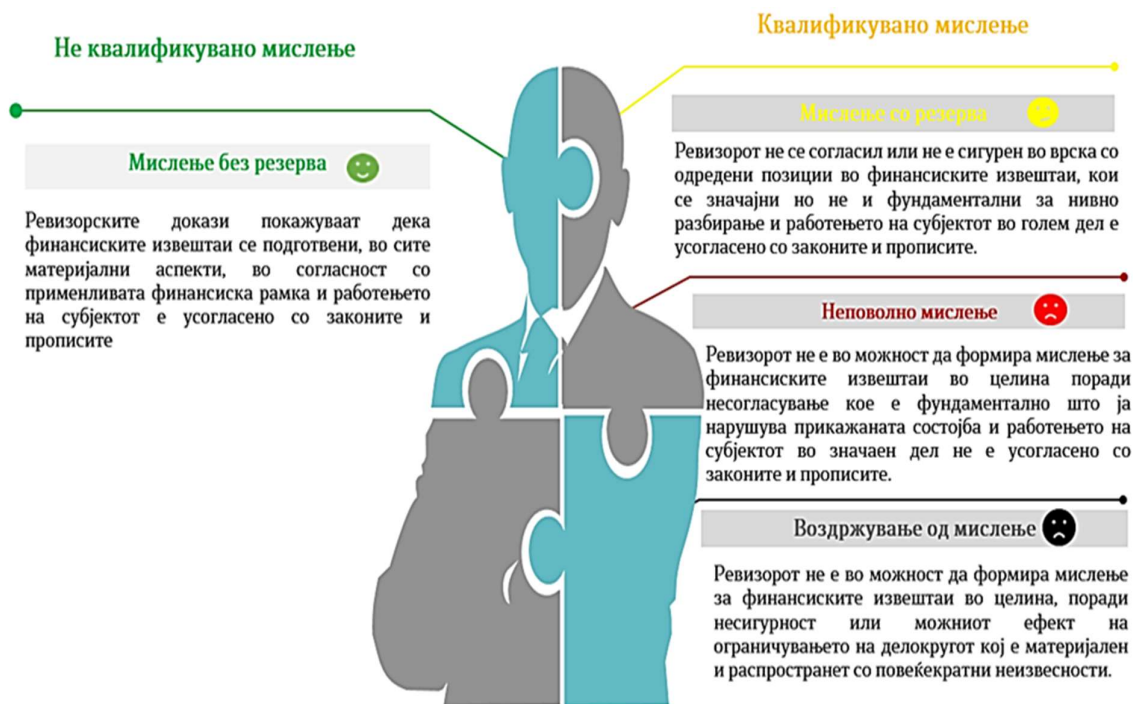 Не квалификувано мислење
Мислење без резерва
Ревизорските докази покажуваат дека
финансиските извештаи се подготвени, во сите
материјални аспекти, во согласност со
применливата финансиска рамка и работењето
на субјектот е усогласено со законите и
прописите
Квалификувано мислење
Мислење со резерва
Ревизорот не се согласил или не е сигурен во врска со
одредени позиции во финансиските извештаи, кои
се значајни но не и фундаментални за нивно
разбирање и работењето на субјектот во голем дел е
усогласено со законите и прописите.
Неповолно мислење
Ревизорот не е во можност да формира мислење за
финансиските извештаи во целина поради
несогласување кое е фундаментално што ја
нарушува прикажаната состојба и работењето на
субјектот во значаен дел не е усогласено со
законите и прописите.
Воздржување од мислење
Ревизорот не е во можност да формира мислење
за финансиските извештаи во целина, поради
несигурност или можниот ефект на
ограничувањето на делокругот кој е материјален
и распространет со повеќекратни неизвесности.